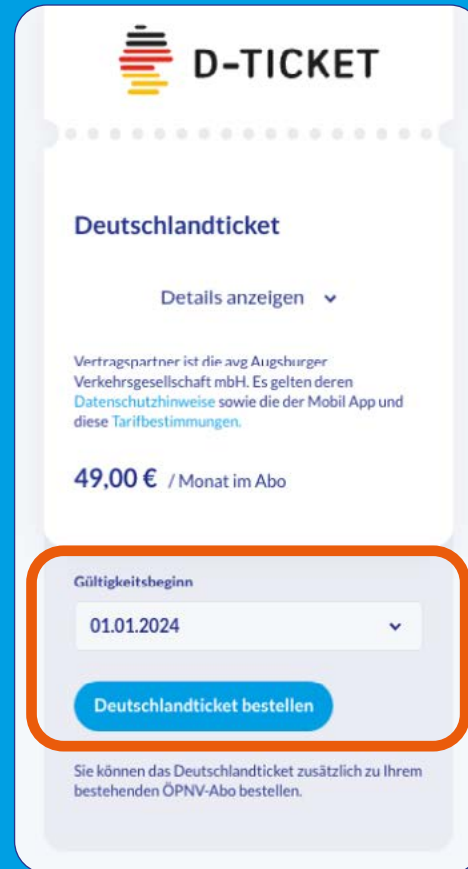 D-TICKET
Deutschlandticket
Details anzeigen
Vertragspartner ist die avg Augsburger
Verkehrsgesellschaft mbH. Es gelten deren
Datenschutzhinweise sowie die der Mobil App und
diese Tarifbestimmungen.
49,00 € / Monat im Abo
Gültigkeitsbeginn
01.01.2024
Deutschlandticket bestellen
Sie können das Deutschlandticket zusätzlich zu Ihrem
bestehenden ÖPNV-Abo bestellen.